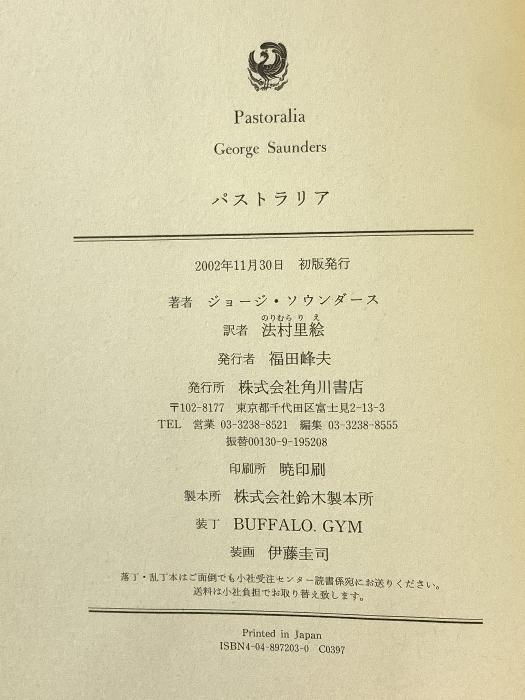 Pastoralia
George Saunders
パストラリア
2002年11月30日　初版発行
著者　ジョージ・ソウンダース
のりむら り え
訳者　法村里絵
発行者　福田峰夫
発行所　株式会社角川書店
〒102-8177　東京都千代田区富士見2-13-3
TEL　営業 03-3238-8521　編集 03-3238-8555
振替00130-9-195208
印刷所　暁印刷
製本所　株式会社鈴木製本所
装丁　BUFFALO. GYM
装画　伊藤圭司
落丁・乱丁本はご面倒でも小社受注センター読書係宛にお送りください。
送料は小社負担でお取り替え致します。
Printed in Japan
ISBN4-04-897203-0　C0397